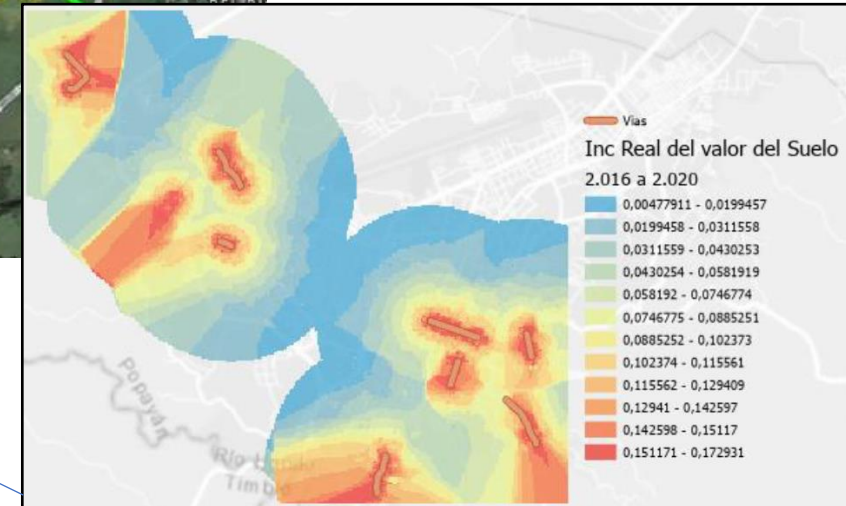 Vías
Inc Real del valor del Suelo
2.016 a 2.020
0,00477911 - 0,0199457
0,0199458 - 0,0311558
0,0311559 - 0,0430253
0,0430254 - 0,0581919
0,058192 - 0,0746774
0,0746775 - 0,0885251
0,0885252 - 0,102373
0,102374 - 0,115561
0,115562 - 0,129409
0,12941 - 0,142597
0,142598 - 0,15117
0,151171 - 0,172931
Popayán
Río Hondo